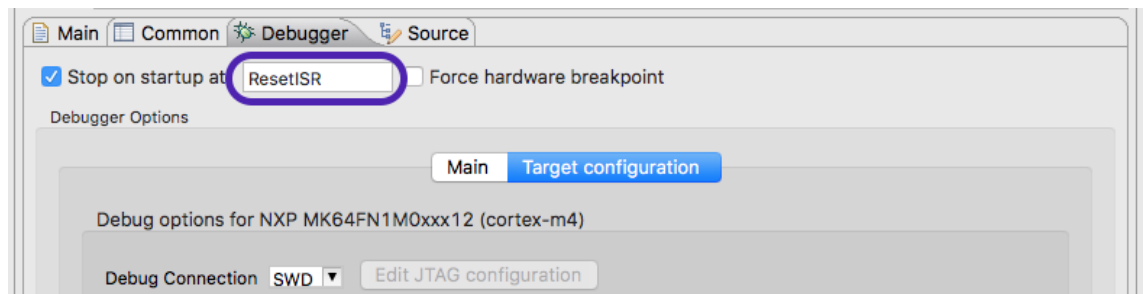 Main Common Debugger Source
Stop on startup at ResetISR Force hardware breakpoint
Debugger Options
Main Target configuration
Debug options for NXP MK64FN1M0xxx12 (cortex-m4)
Debug Connection SWD Edit JTAG configuration